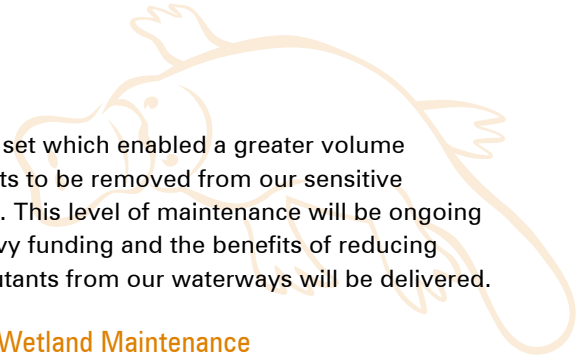 set which enabled a greater volume
ts to be removed from our sensitive
. This level of maintenance will be ongoing
vy funding and the benefits of reducing
utants from our waterways will be delivered.
Wetland Maintenance